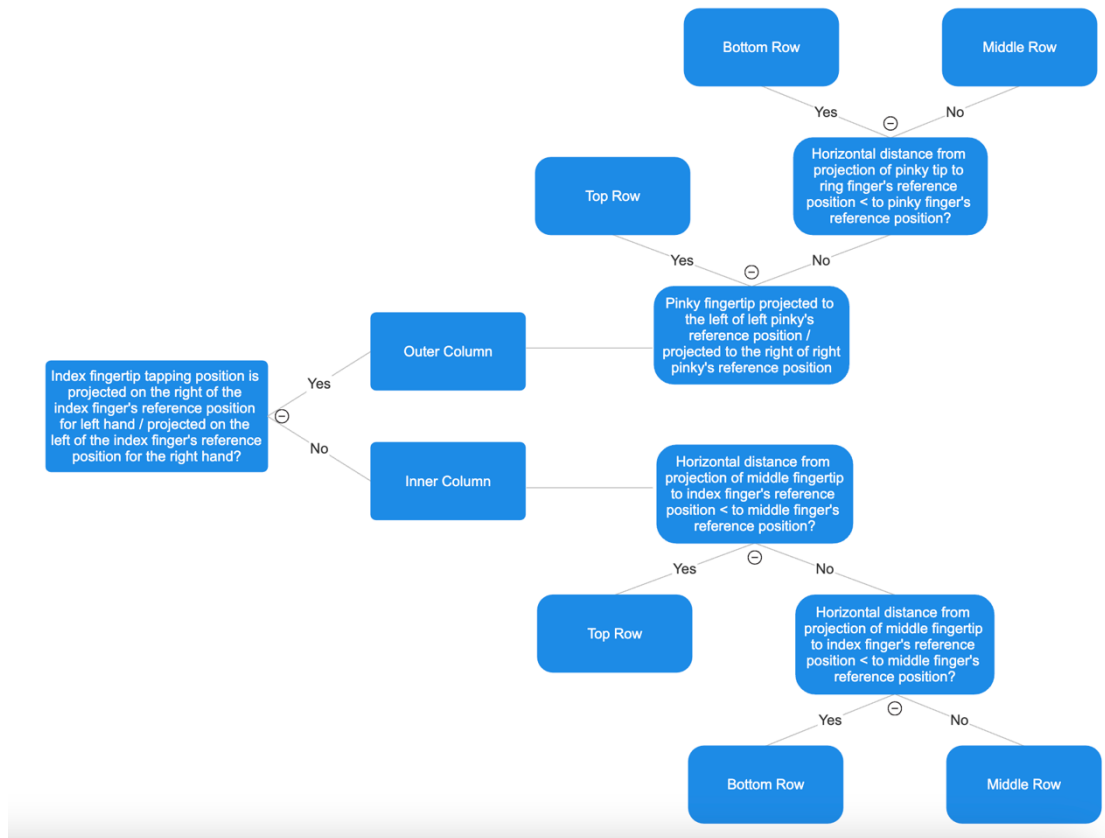 Bottom Row
Middle Row
Yes
No
Horizontal distance from
projection of pinky tip to
ring finger's reference
position < to pinky finger's
reference position?
Top Row
Yes
No
Pinky fingertip projected to
the left of left pinky's
reference position /
projected to the right of right
pinky's reference position
Outer Column
Index fingertip tapping position is
projected on the right of the
index finger's reference position
for left hand / projected on the
left of the index finger's reference
position for the right hand?
Yes
No
Inner Column
Horizontal distance from
projection of middle fingertip
to index finger's reference
position < to middle finger's
reference position?
Yes
No
Top Row
Horizontal distance from
projection of middle fingertip
to index finger's reference
position < to middle finger's
reference position?
Yes
No
Bottom Row
Middle Row